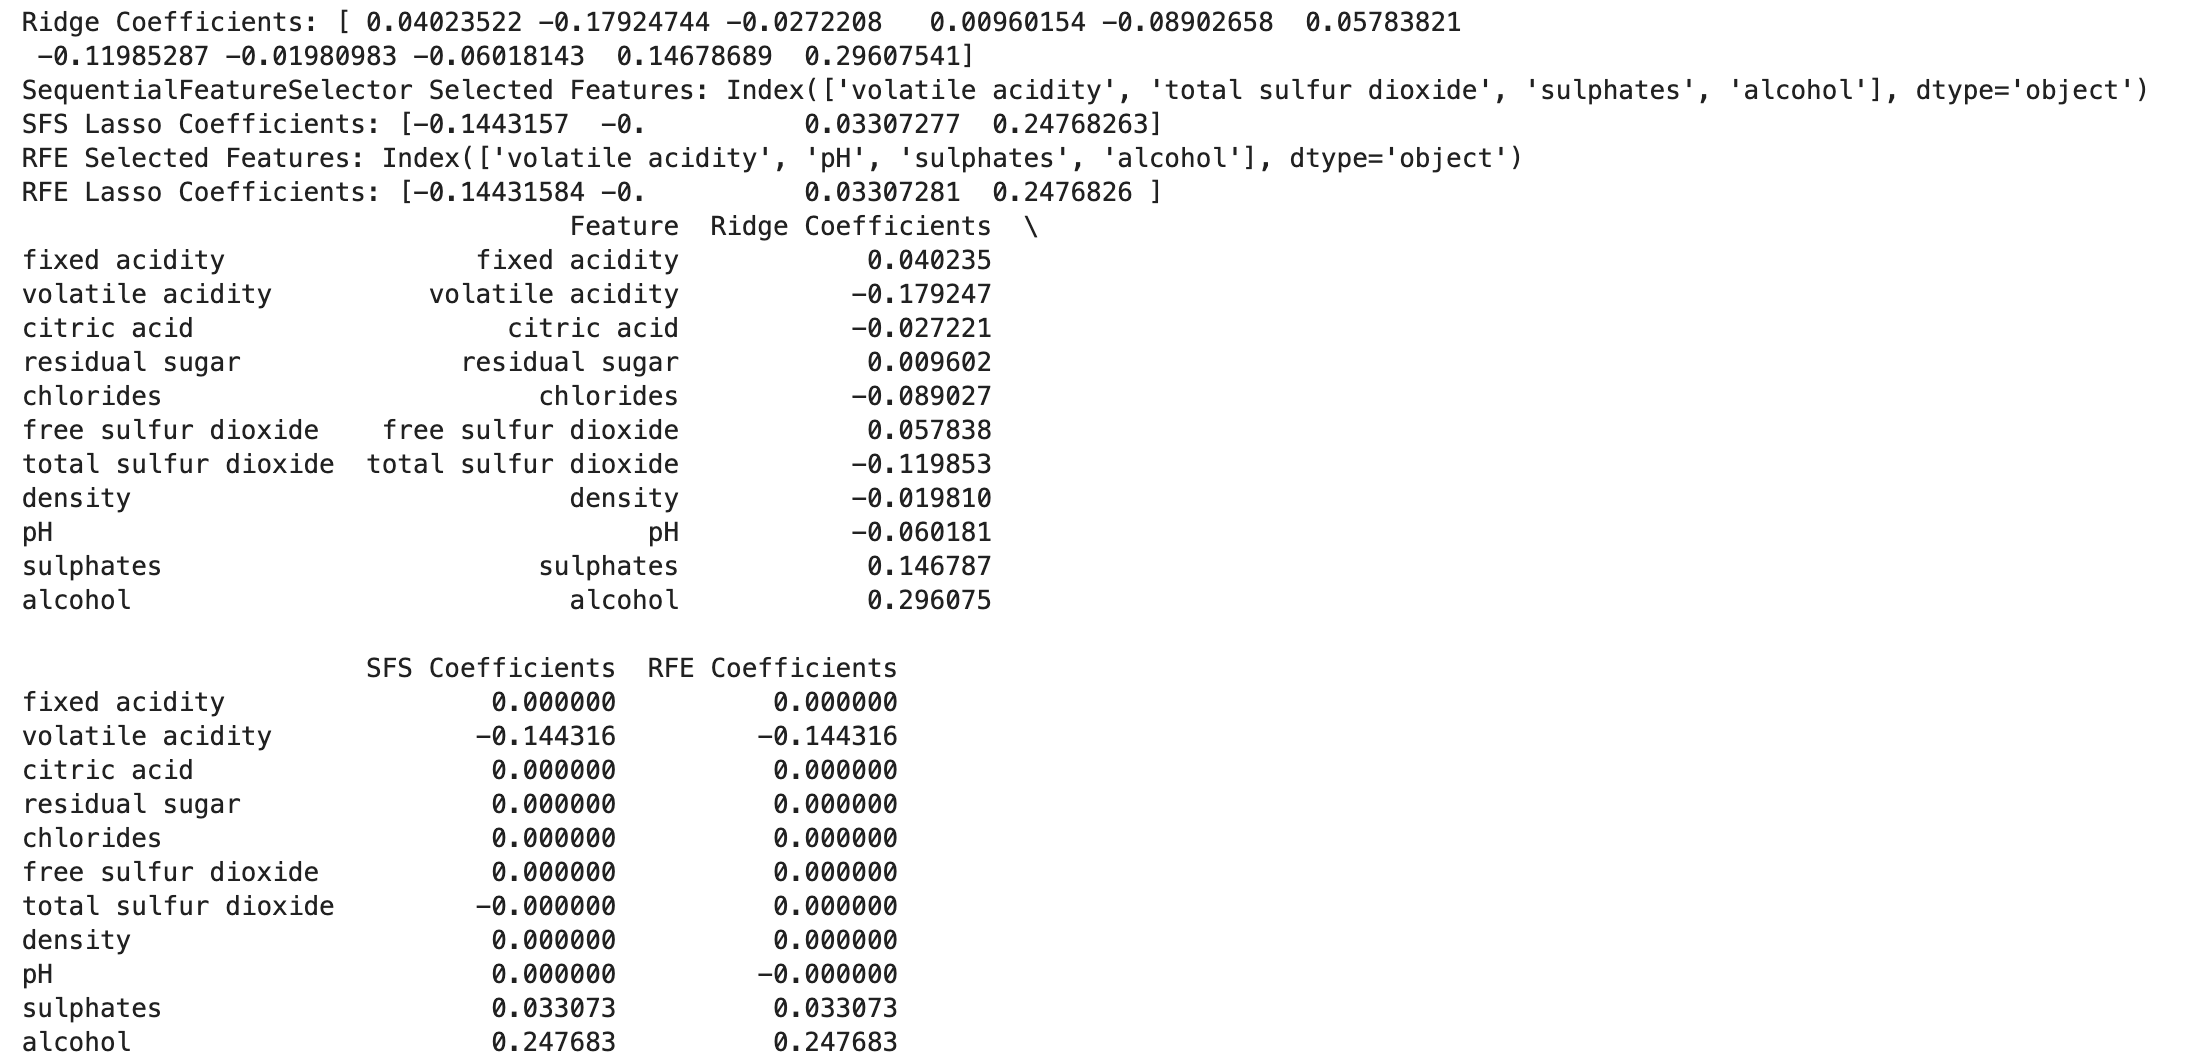 Ridge Coefficients: [ 0.04023522 −0.17924744 −0.0272208   0.00960154 −0.08902658  0.05783821
 −0.11985287 −0.01980983 −0.06018143  0.14678689  0.29607541]
SequentialFeatureSelector Selected Features: Index(['volatile acidity', 'total sulfur dioxide', 'sulphates', 'alcohol'], dtype='object')
SFS Lasso Coefficients: [−0.1443157  −0.          0.03307277  0.24768263]
RFE Selected Features: Index(['volatile acidity', 'pH', 'sulphates', 'alcohol'], dtype='object')
RFE Lasso Coefficients: [−0.14431584 −0.          0.03307281  0.2476826 ]
                                   Feature  Ridge Coefficients  \
fixed acidity                fixed acidity            0.040235
volatile acidity          volatile acidity           −0.179247
citric acid                    citric acid           −0.027221
residual sugar              residual sugar            0.009602
chlorides                        chlorides           −0.089027
free sulfur dioxide    free sulfur dioxide            0.057838
total sulfur dioxide  total sulfur dioxide           −0.119853
density                            density           −0.019810
pH                                      pH           −0.060181
sulphates                        sulphates            0.146787
alcohol                            alcohol            0.296075
                      SFS Coefficients  RFE Coefficients
fixed acidity                 0.000000          0.000000
volatile acidity             −0.144316         −0.144316
citric acid                   0.000000          0.000000
residual sugar                0.000000          0.000000
chlorides                     0.000000          0.000000
free sulfur dioxide           0.000000          0.000000
total sulfur dioxide         −0.000000          0.000000
density                       0.000000          0.000000
pH                            0.000000         −0.000000
sulphates                     0.033073          0.033073
alcohol                       0.247683          0.247683